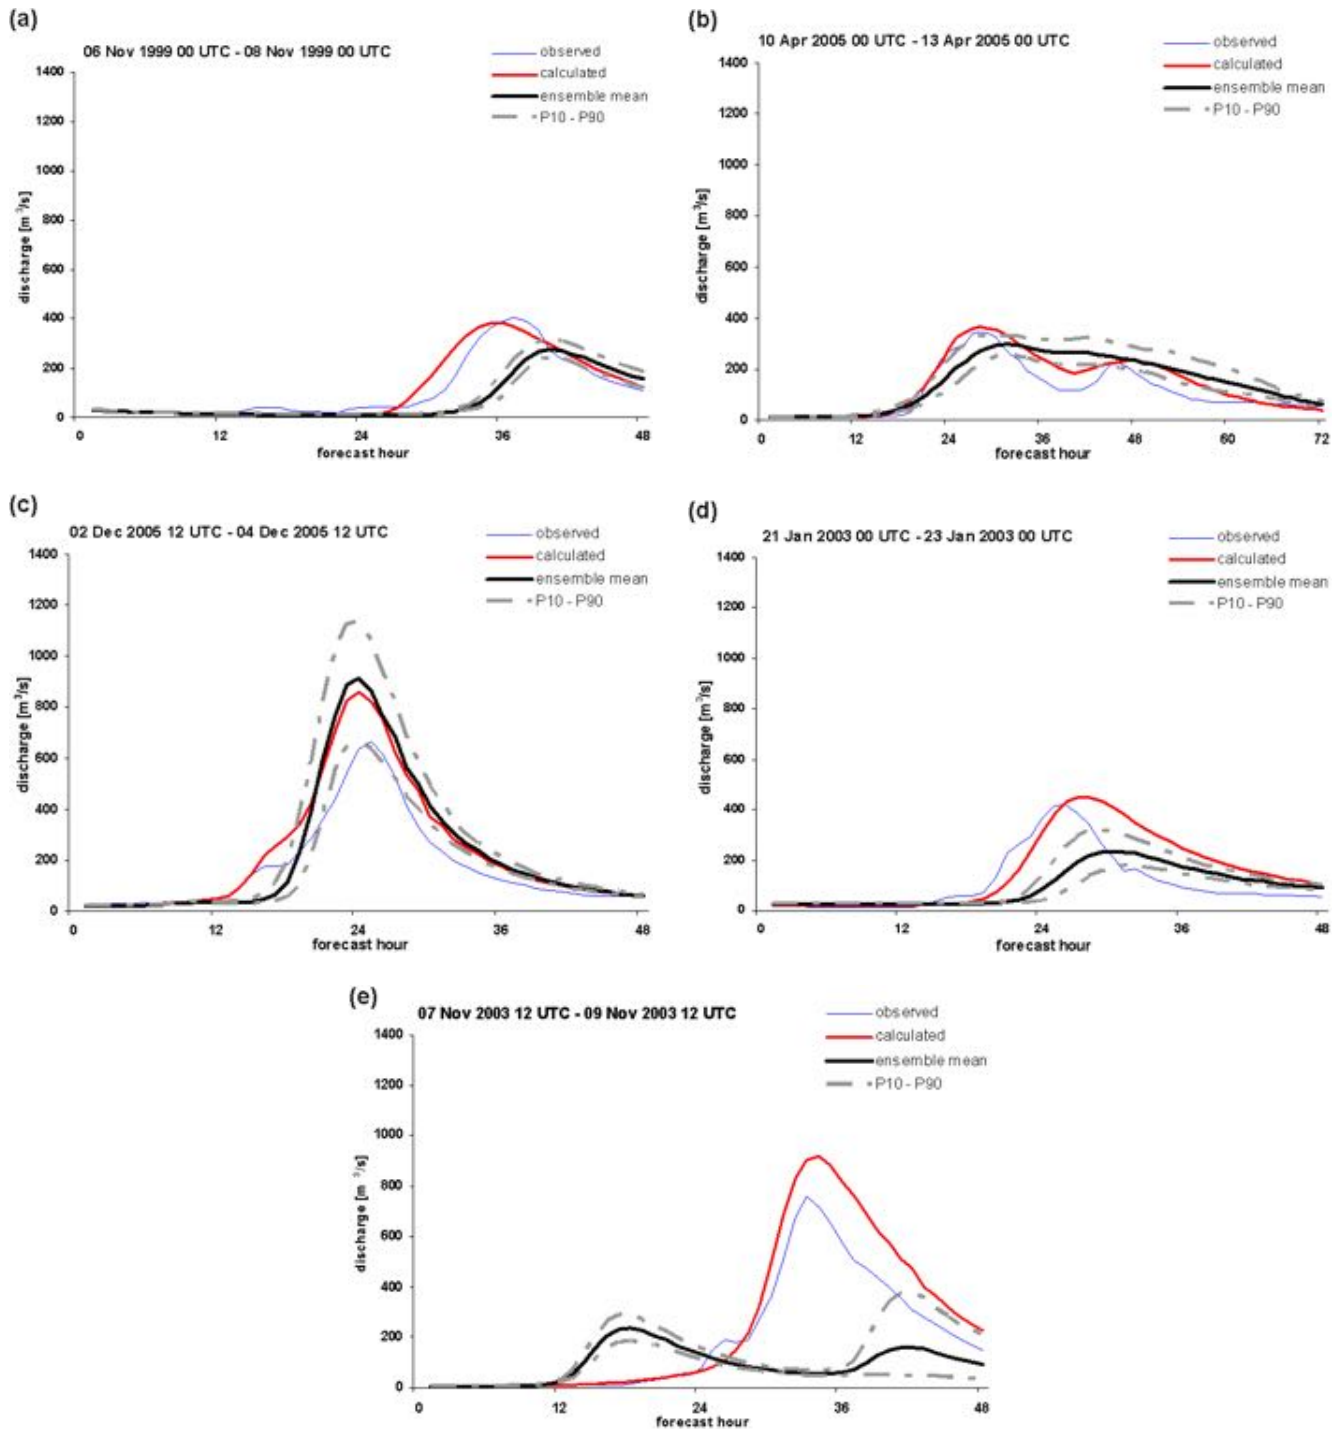 (a)
06 Nov 1999 00 UTC - 08 Nov 1999 00 UTC
observed
calculated
ensemble mean
P10 - P90
1400
1200
1000
800
600
400
200
0
discharge [m³/s]
0 12 24 36 48
forecast hour
(b)
10 Apr 2005 00 UTC - 13 Apr 2005 00 UTC
observed
calculated
ensemble mean
P10 - P90
1400
1200
1000
800
600
400
200
0
discharge [m³/s]
0 12 24 36 48 60 72
forecast hour
(c)
02 Dec 2005 12 UTC - 04 Dec 2005 12 UTC
observed
calculated
ensemble mean
P10 - P90
1400
1200
1000
800
600
400
200
0
discharge [m³/s]
0 12 24 36 48
forecast hour
(d)
21 Jan 2003 00 UTC - 23 Jan 2003 00 UTC
observed
calculated
ensemble mean
P10 - P90
1400
1200
1000
800
600
400
200
0
discharge [m³/s]
0 12 24 36 48
forecast hour
(e)
07 Nov 2003 12 UTC - 09 Nov 2003 12 UTC
observed
calculated
ensemble mean
P10 - P90
1400
1200
1000
800
600
400
200
0
discharge [m³/s]
0 12 24 36 48
forecast hour